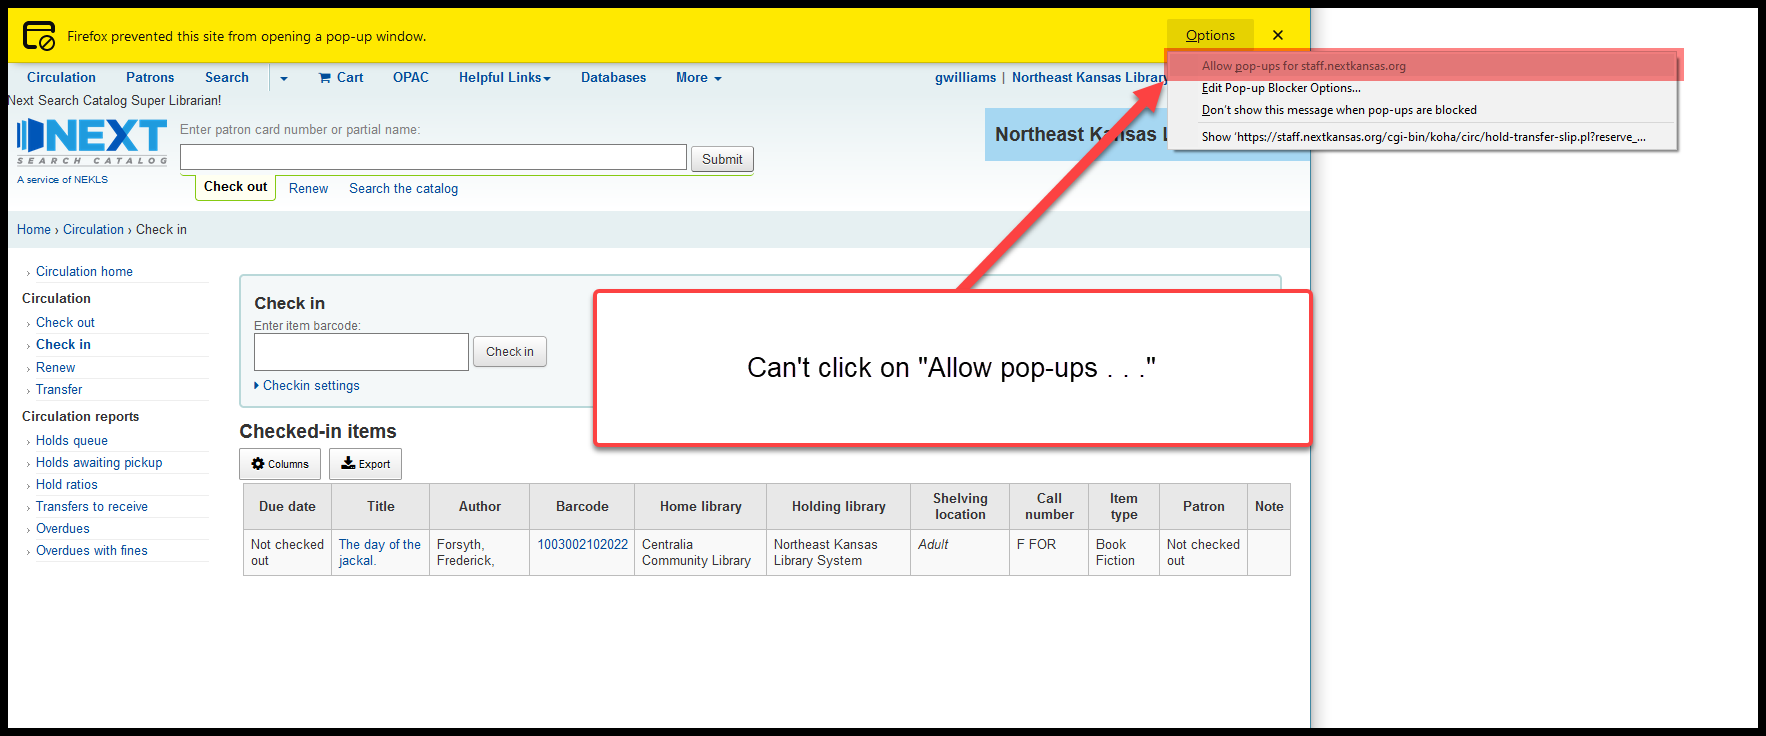 Firefox prevented this site from opening a pop-up window.
Options ×
Allow pop-ups for staff.nextkansas.org
Edit Pop-up Blocker Options...
Don't show this message when pop-ups are blocked
Show 'https://staff.nextkansas.org/cgi-bin/koha/circ/hold-transfer-slip.pl?reserve_...
Circulation Patrons Search Cart OPAC Helpful Links Databases More gwilliams | Northeast Kansas Library
Next Search Catalog Super Librarian!
NEXT
SEARCH CATALOG
A service of NEKLS
Enter patron card number or partial name:
Submit
Check out Renew Search the catalog
Northeast Kansas L
Home › Circulation › Check in
› Circulation home
Circulation
› Check out
› Check in
› Renew
› Transfer
Circulation reports
› Holds queue
› Holds awaiting pickup
› Hold ratios
› Transfers to receive
› Overdues
› Overdues with fines
Check in
Enter item barcode:
Check in
Checkin settings
Can't click on "Allow pop-ups . . ."
Checked-in items
Columns Export
Due date Title Author Barcode Home library Holding library Shelving location Call number Item type Patron Note
Not checked out The day of the jackal. Forsyth, Frederick, 1003002102022 Centralia Community Library Northeast Kansas Library System Adult F FOR Book Fiction Not checked out